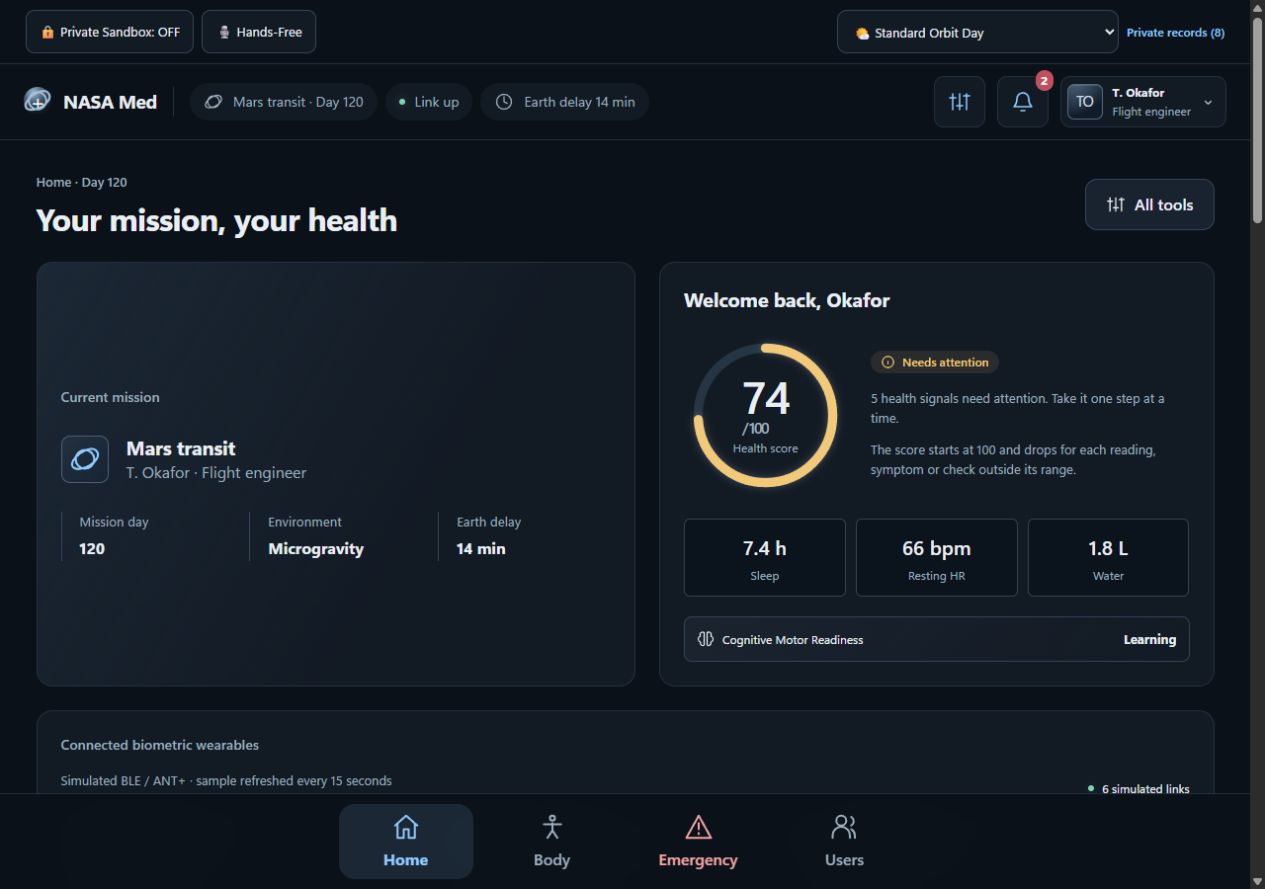 Private Sandbox: OFF
Hands-Free
Standard Orbit Day
Private records (8)
NASA Med
Mars transit · Day 120
Link up
Earth delay 14 min
2
TO
T. Okafor
Flight engineer
Home · Day 120
Your mission, your health
All tools
Current mission
Mars transit
T. Okafor · Flight engineer
Mission day
120
Environment
Microgravity
Earth delay
14 min
Welcome back, Okafor
74
/100
Health score
Needs attention
5 health signals need attention. Take it one step at a
time.
The score starts at 100 and drops for each reading,
symptom or check outside its range.
7.4 h
Sleep
66 bpm
Resting HR
1.8 L
Water
Cognitive Motor Readiness
Learning
Connected biometric wearables
Simulated BLE / ANT+ · sample refreshed every 15 seconds
6 simulated links
Home
Body
Emergency
Users